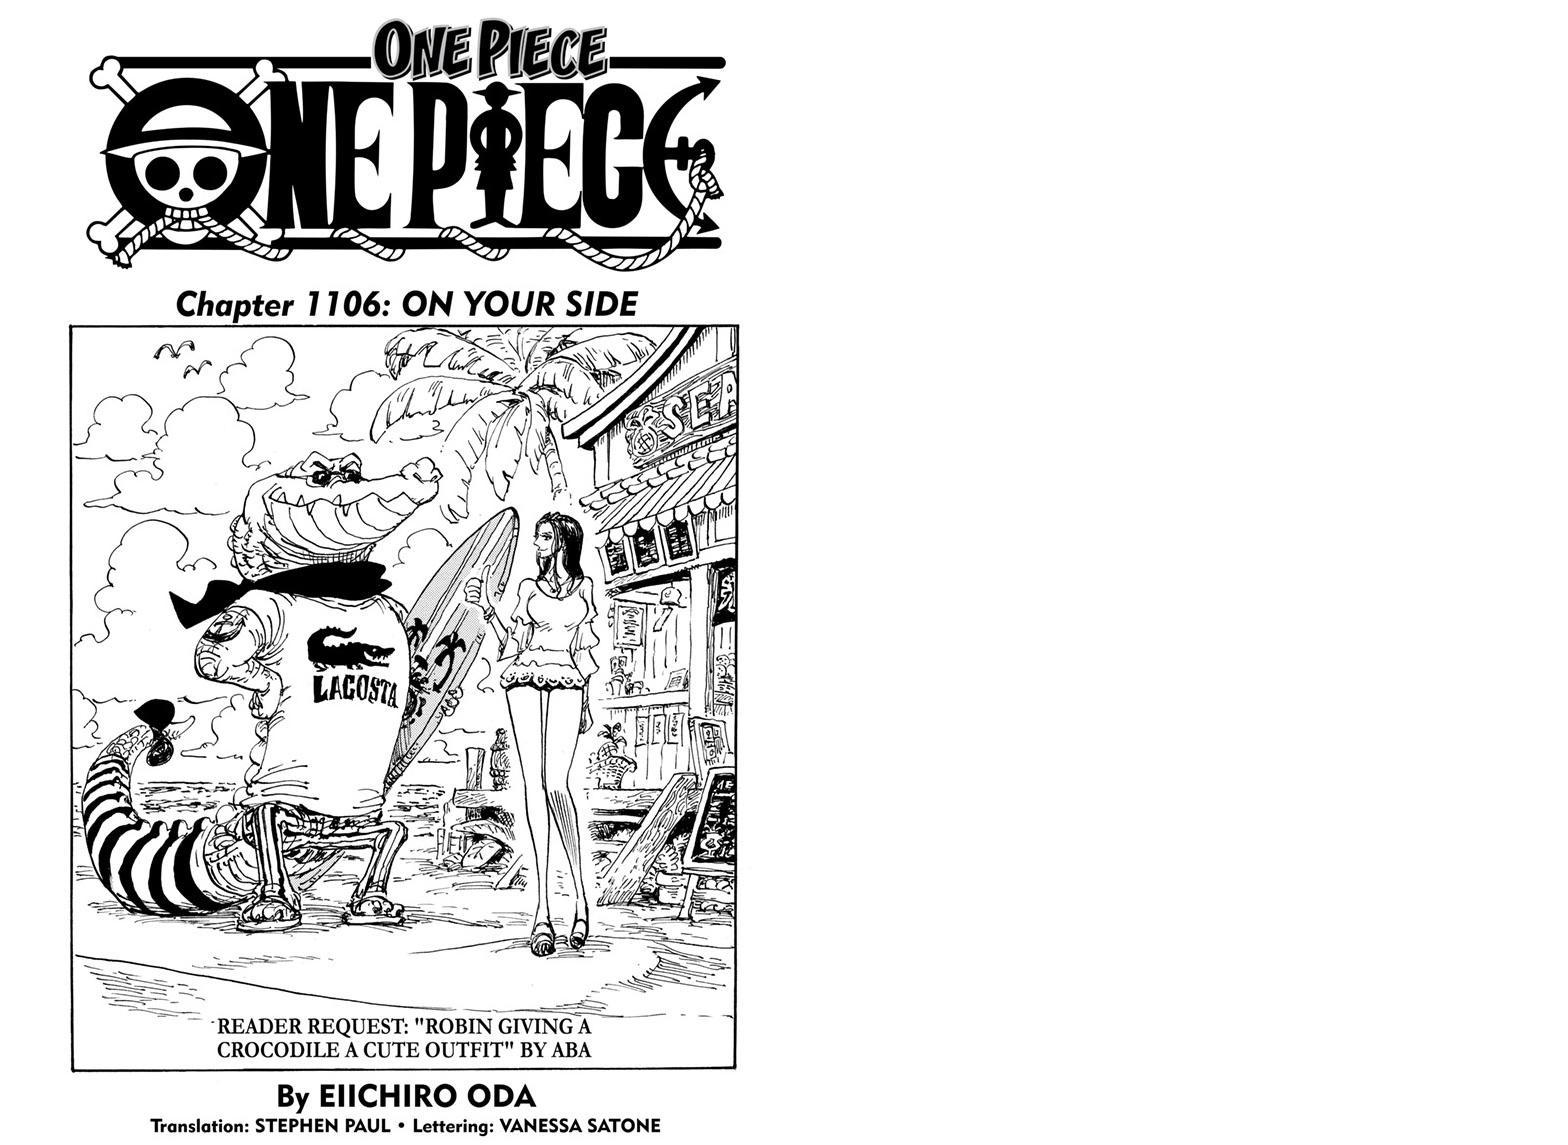 ONE PIECE
ONE PIECE
Chapter 1106: ON YOUR SIDE
SEA
LACOSTA
READER REQUEST: "ROBIN GIVING A
CROCODILE A CUTE OUTFIT" BY ABA
By EIICHIRO ODA
Translation: STEPHEN PAUL • Lettering: VANESSA SATONE